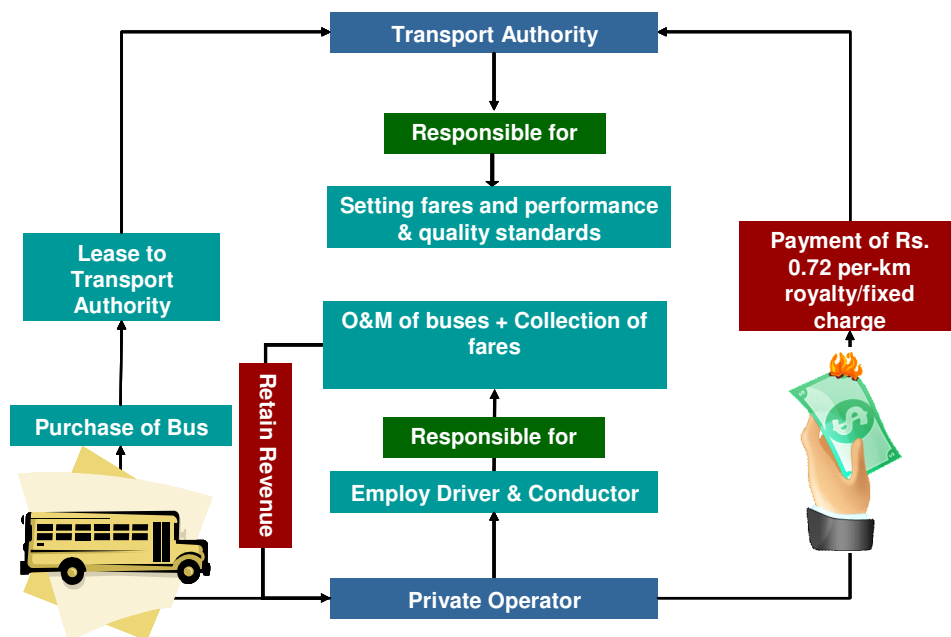 Transport Authority
Responsible for
Setting fares and performance
& quality standards
Lease to
Transport
Authority
Payment of Rs.
0.72 per-km
royalty/fixed
charge
O&M of buses + Collection of
fares
Retain Revenue
Purchase of Bus
Responsible for
Employ Driver & Conductor
Private Operator